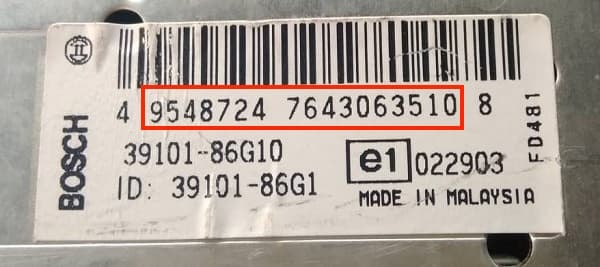 BOSCH
4 9548724 7643063510 8
39101-86G10
e1 022903
ID: 39101-86G1
MADE IN MALAYSIA
FD481